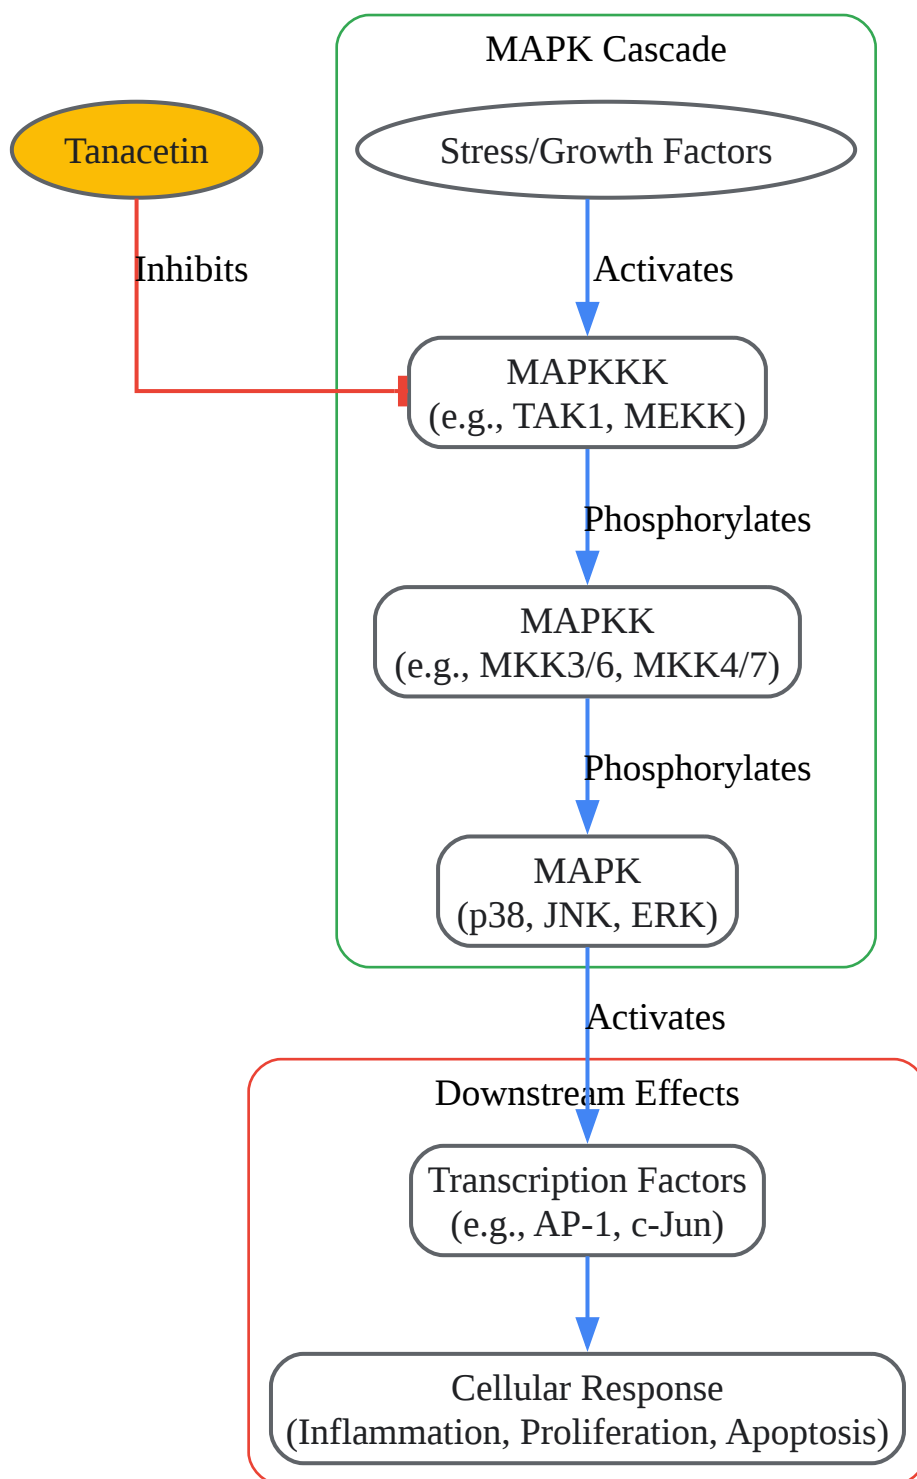 MAPK Cascade
Tanacetin
Stress/Growth Factors
Inhibits
Activates
MAPKKK
(e.g., TAK1, MEKK)
Phosphorylates
MAPKK
(e.g., MKK3/6, MKK4/7)
Phosphorylates
MAPK
(p38, JNK, ERK)
Activates
Downstream Effects
Transcription Factors
(e.g., AP-1, c-Jun)
Cellular Response
(Inflammation, Proliferation, Apoptosis)